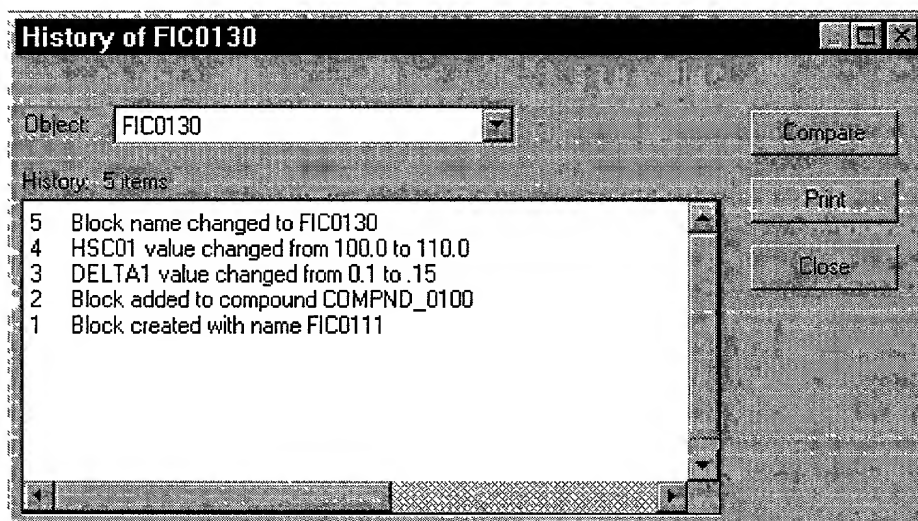 History of FIC0130
Object: FIC0130
Compare
History: 5 items
Print
Close
5 Block name changed to FIC0130
4 HSC01 value changed from 100.0 to 110.0
3 DELTA1 value changed from 0.1 to .15
2 Block added to compound COMPND_0100
1 Block created with name FIC0111